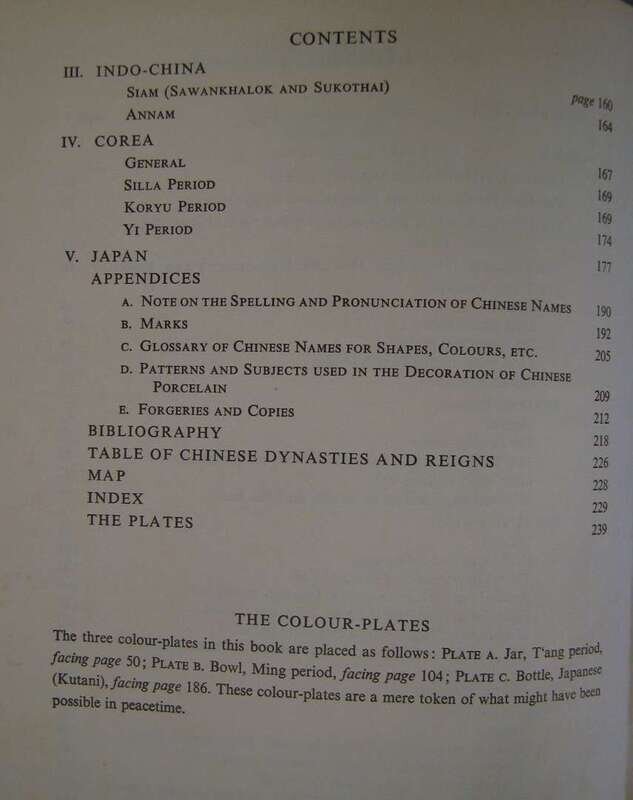 CONTENTS
III. INDO-CHINA
SIAM (SAWANKHALOK AND SUKOTHAI) page 160
ANNAM 164
IV. COREA
GENERAL 167
SILLA PERIOD 169
KORYU PERIOD 169
YI PERIOD 174
V. JAPAN 177
APPENDICES
A. NOTE ON THE SPELLING AND PRONUNCIATION OF CHINESE NAMES 190
B. MARKS 192
C. GLOSSARY OF CHINESE NAMES FOR SHAPES, COLOURS, ETC. 205
D. PATTERNS AND SUBJECTS USED IN THE DECORATION OF CHINESE
PORCELAIN 209
E. FORGERIES AND COPIES 212
BIBLIOGRAPHY 218
TABLE OF CHINESE DYNASTIES AND REIGNS 226
MAP 228
INDEX 229
THE PLATES 239
THE COLOUR-PLATES
The three colour-plates in this book are placed as follows: PLATE A. Jar, T'ang period,
facing page 50; PLATE B. Bowl, Ming period, facing page 104; PLATE C. Bottle, Japanese
(Kutani), facing page 186. These colour-plates are a mere token of what might have been
possible in peacetime.